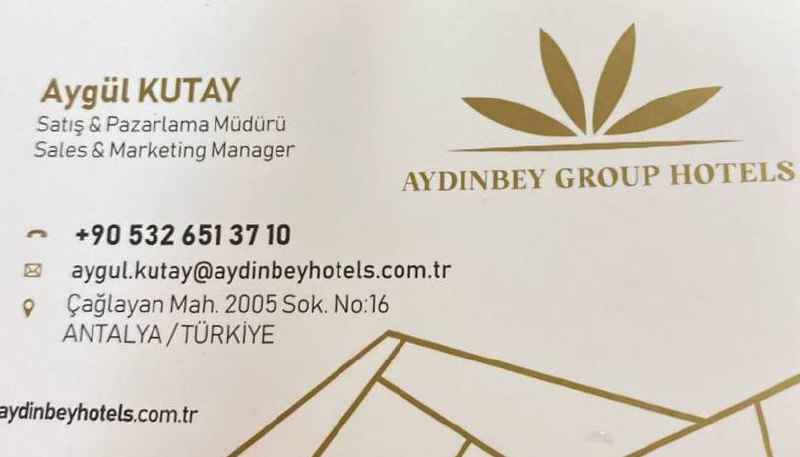 Aygül KUTAY
Satış & Pazarlama Müdürü
Sales & Marketing Manager
AYDINBEY GROUP HOTELS
+90 532 651 37 10
aygul.kutay@aydinbeyhotels.com.tr
Çağlayan Mah. 2005 Sok. No:16
ANTALYA / TÜRKİYE
aydinbeyhotels.com.tr